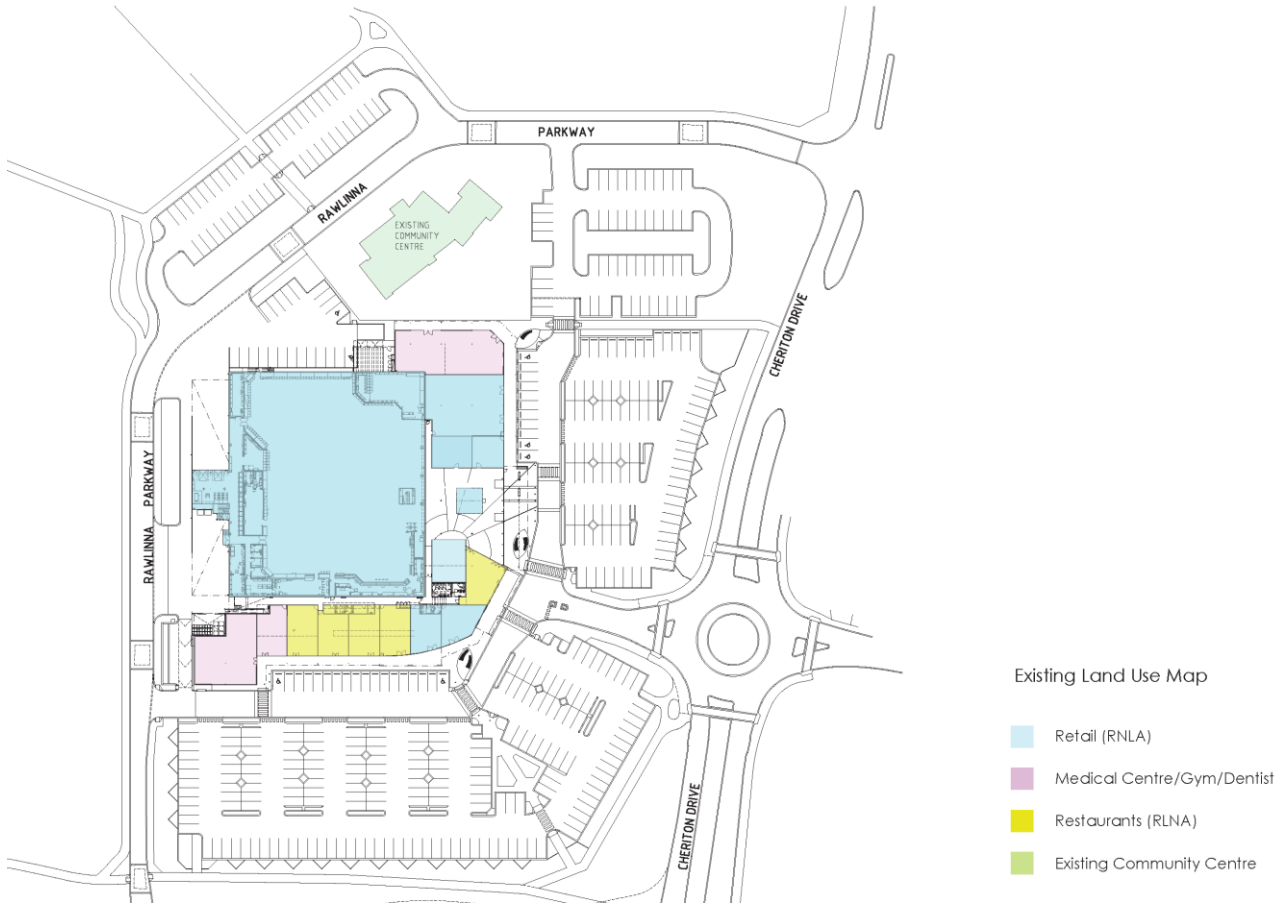 PARKWAY
RAWLINNA
EXISTING
COMMUNITY
CENTRE
CHERITON DRIVE
RAWLINNA PARKWAY
CHERITON DRIVE
Existing Land Use Map
Retail (RNLA)
Medical Centre/Gym/Dentist
Restaurants (RLNA)
Existing Community Centre